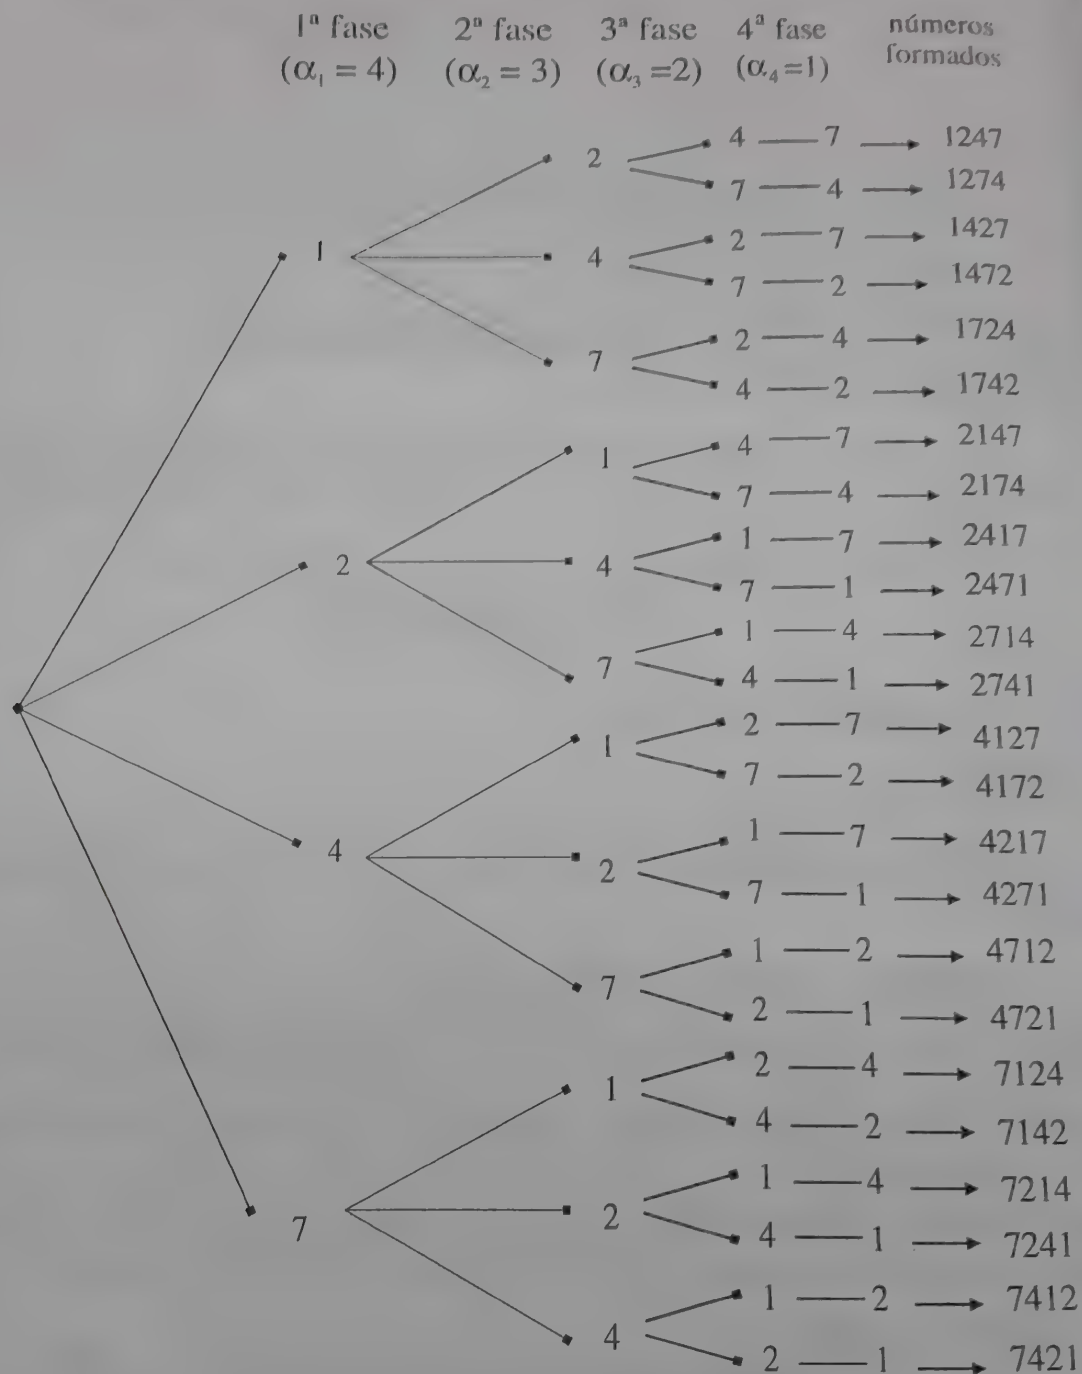 1ª fase 2ª fase 3ª fase 4ª fase números formados
(α₁ = 4) (α₂ = 3) (α₃ =2) (α₄=1)
4 7 1247
2
7 4 1274
2 7 1427
1 4
7 2 1472
2 4 1724
7
4 2 1742
4 7 2147
1
7 4 2174
1 7 2417
2 4
7 1 2471
1 4 2714
7
4 1 2741
2 7 4127
1
7 2 4172
1 7 4217
4 2
7 1 4271
1 2 4712
7
2 1 4721
2 4 7124
1
4 2 7142
1 4 7214
7 2
4 1 7241
1 2 7412
4
2 1 7421